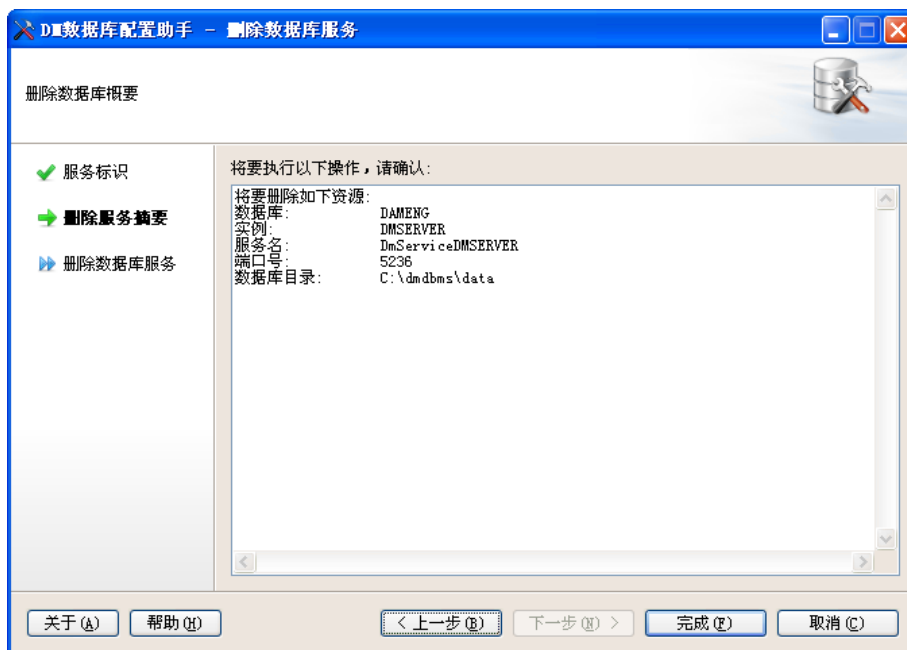 DM数据库配置助手 - 删除数据库服务
删除数据库概要
服务标识
删除服务摘要
删除数据库服务
将要执行以下操作，请确认:
将要删除如下资源:
数据库: DAMENG
实例: DMSERVER
服务名: DmServiceDMSERVER
端口号: 5236
数据库目录: C:\dmdbms\data
关于(A) 帮助(H) < 上一步(B) 下一步(N) > 完成(F) 取消(C)